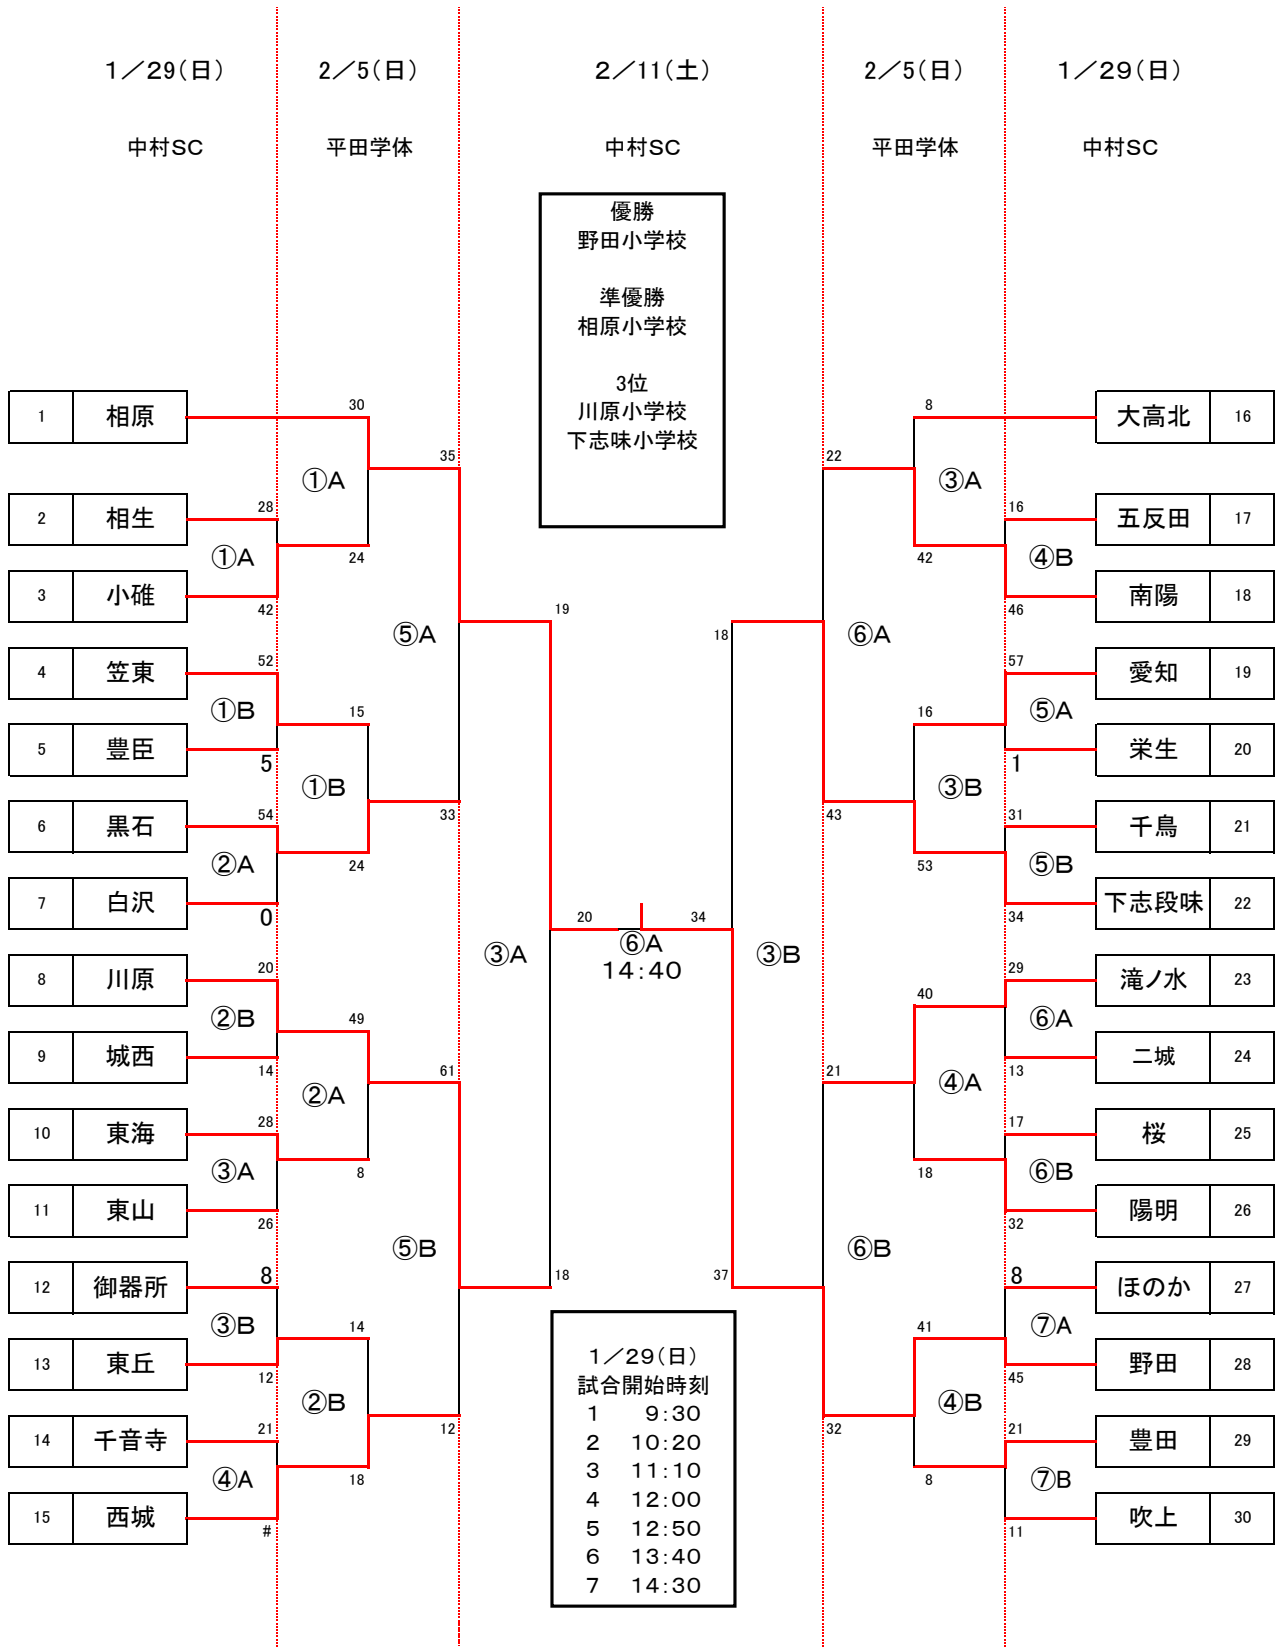 1／29(日) 2／5(日) 2／11(土) 2／5(日) 1／29(日)
中村SC 平田学体 中村SC 平田学体 中村SC
優勝
野田小学校
準優勝
相原小学校
3位
川原小学校
下志味小学校
1 相原 30 8 大高北 16
35 22
①A ③A
2 相生 28 16 五反田 17
①A 24 42 ④B
3 小碓 42 46 南陽 18
19 18
⑤A ⑥A
4 笠東 52 57 愛知 19
①B 15 16 ⑤A
5 豊臣 5 1 栄生 20
①B ③B
6 黒石 54 33 43 31 千鳥 21
②A 24 53 ⑤B
7 白沢 0 34 下志段味 22
20 34
③A ⑥A ③B
14:40
8 川原 20 29 滝ノ水 23
②B 49 40 ⑥A
9 城西 14 61 21 13 二城 24
②A ④A
10 東海 28 17 桜 25
③A 8 18 ⑥B
11 東山 26 32 陽明 26
⑤B ⑥B
12 御器所 8 18 37 8 ほのか 27
③B 14 41 ⑦A
13 東丘 12 45 野田 28
②B ④B
14 千音寺 21 12 32 21 豊田 29
④A 18 8 ⑦B
15 西城 # 11 吹上 30
1／29(日)
試合開始時刻
1 9:30
2 10:20
3 11:10
4 12:00
5 12:50
6 13:40
7 14:30